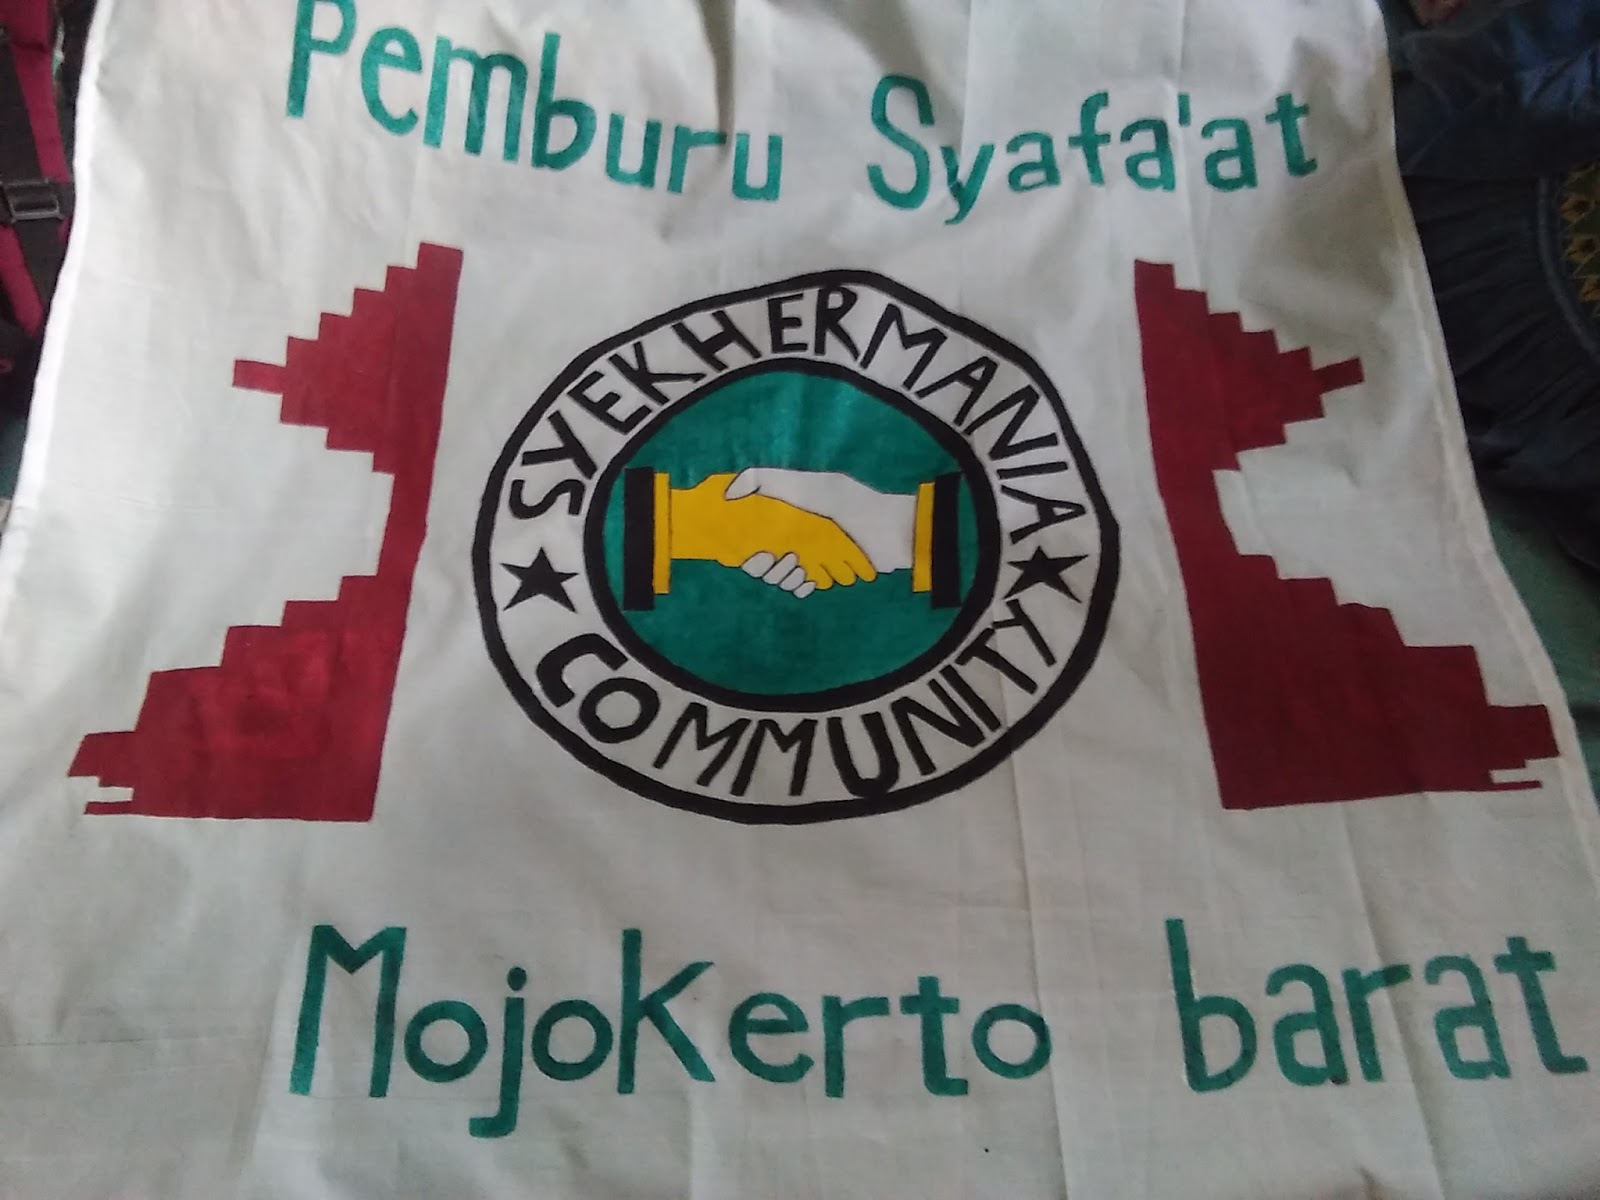 Pemburu Syafa'at
SYEKHERMANIA
COMMUNITY
Mojokerto barat